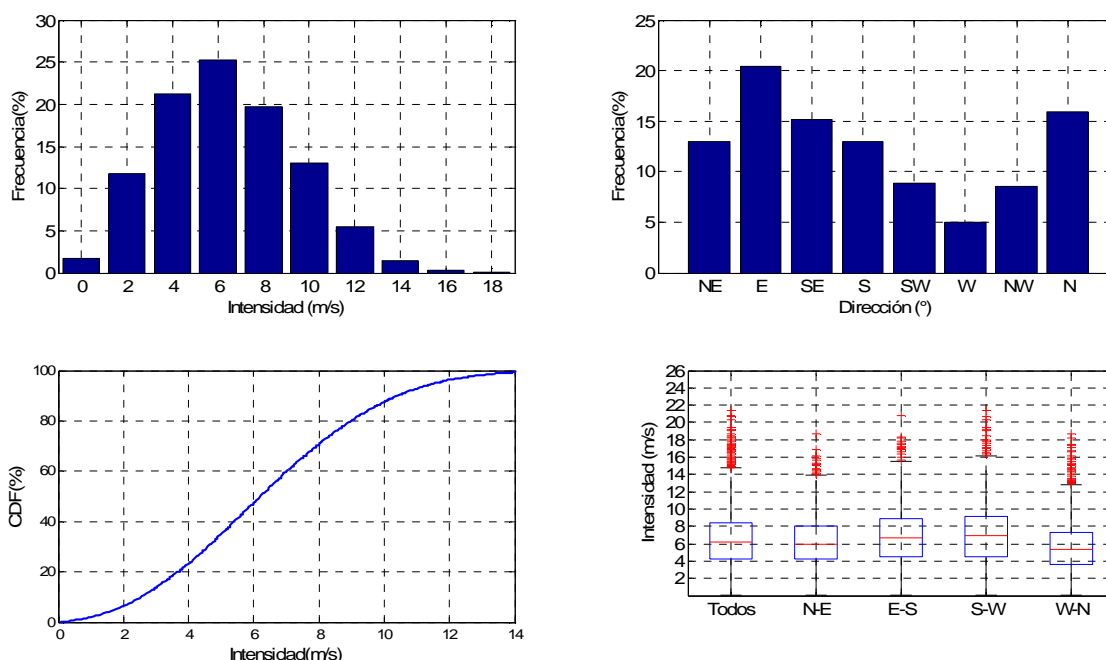 30
25
20
15
10
5
0
Frecuencia(%)
0 2 4 6 8 10 12 14 16 18
Intensidad (m/s)
25
20
15
10
5
0
Frecuencia(%)
NE E SE S SW W NW N
Dirección (°)
100
80
60
40
20
0
CDF(%)
0 2 4 6 8 10 12 14
Intensidad(m/s)
26
24
22
20
18
16
14
12
10
8
6
4
2
Intensidad (m/s)
Todos N-E E-S S-W W-N